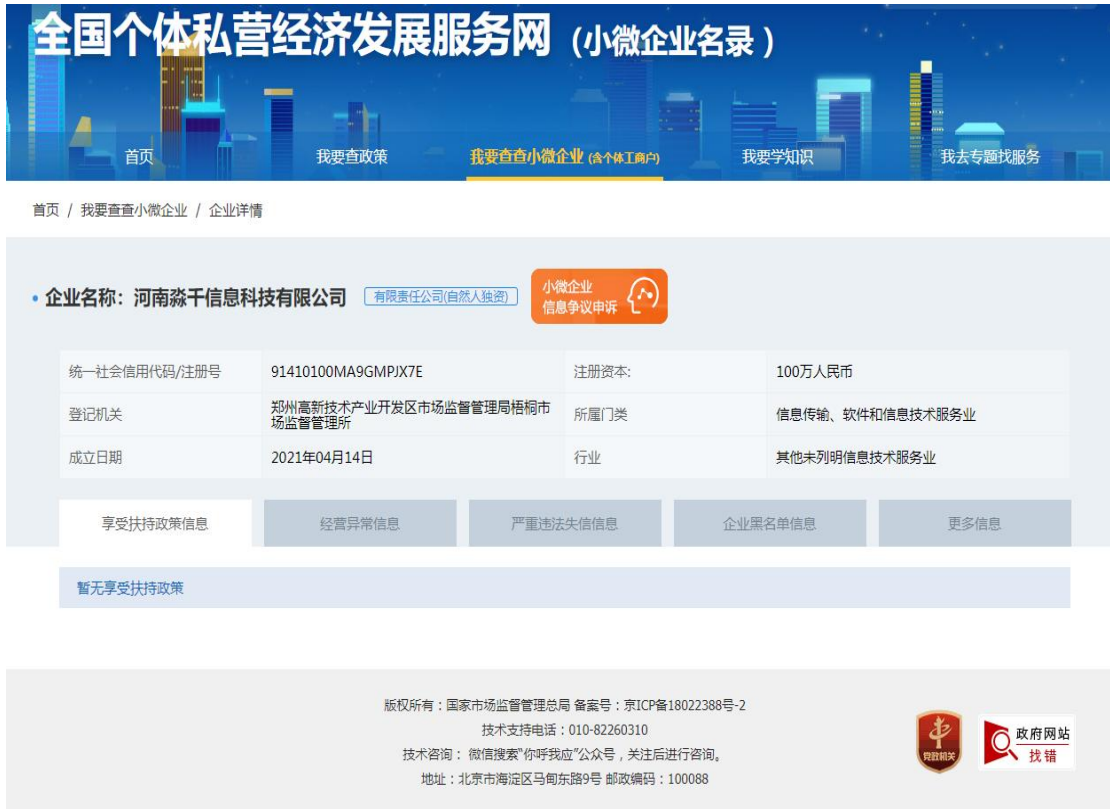 全国个体私营经济发展服务网（小微企业名录）
首页 我要查政策 我要查查小微企业 (含个体工商户) 我要学知识 我去专题找服务
首页 / 我要查查小微企业 / 企业详情
• 企业名称：河南淼千信息科技有限公司 有限责任公司(自然人独资)
小微企业
信息争议申诉
统一社会信用代码/注册号 91410100MA9GMPJX7E 注册资本: 100万人民币
登记机关 郑州高新技术产业开发区市场监督管理局梧桐市
场监督管理所 所属门类 信息传输、软件和信息技术服务业
成立日期 2021年04月14日 行业 其他未列明信息技术服务业
享受扶持政策信息 经营异常信息 严重违法失信信息 企业黑名单信息 更多信息
暂无享受扶持政策
版权所有：国家市场监督管理总局 备案号：京ICP备18022388号-2
技术支持电话：010-82260310
技术咨询： 微信搜索"你呼我应"公众号，关注后进行咨询。
地址：北京市海淀区马甸东路9号 邮政编码：100088
党政机关
政府网站
找错